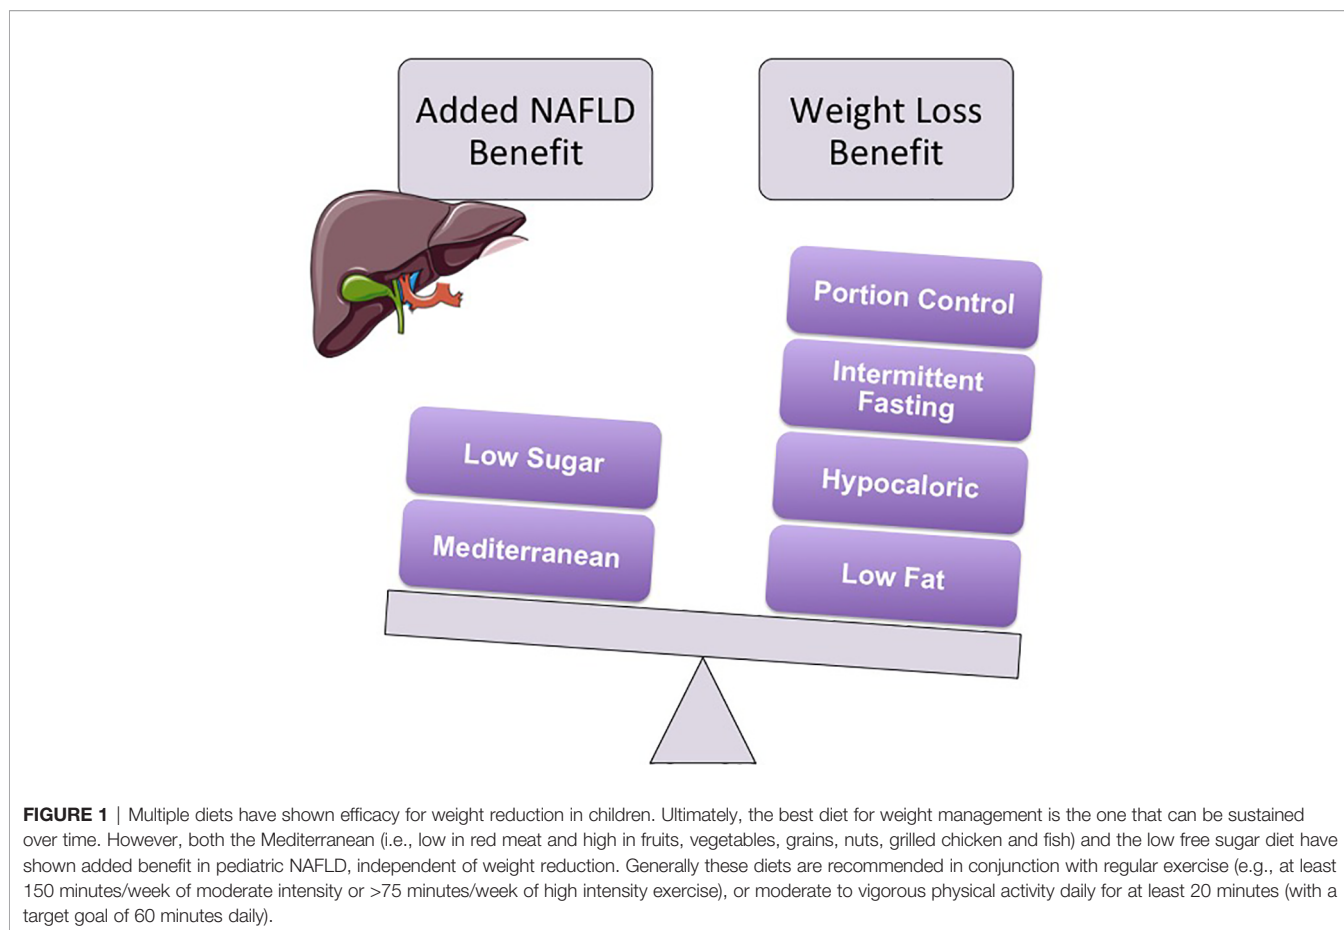 Added NAFLD
Benefit
Weight Loss
Benefit
Portion Control
Intermittent
Fasting
Low Sugar
Hypocaloric
Mediterranean
Low Fat
FIGURE 1 | Multiple diets have shown efficacy for weight reduction in children. Ultimately, the best diet for weight management is the one that can be sustained
over time. However, both the Mediterranean (i.e., low in red meat and high in fruits, vegetables, grains, nuts, grilled chicken and fish) and the low free sugar diet have
shown added benefit in pediatric NAFLD, independent of weight reduction. Generally these diets are recommended in conjunction with regular exercise (e.g., at least
150 minutes/week of moderate intensity or >75 minutes/week of high intensity exercise), or moderate to vigorous physical activity daily for at least 20 minutes (with a
target goal of 60 minutes daily).